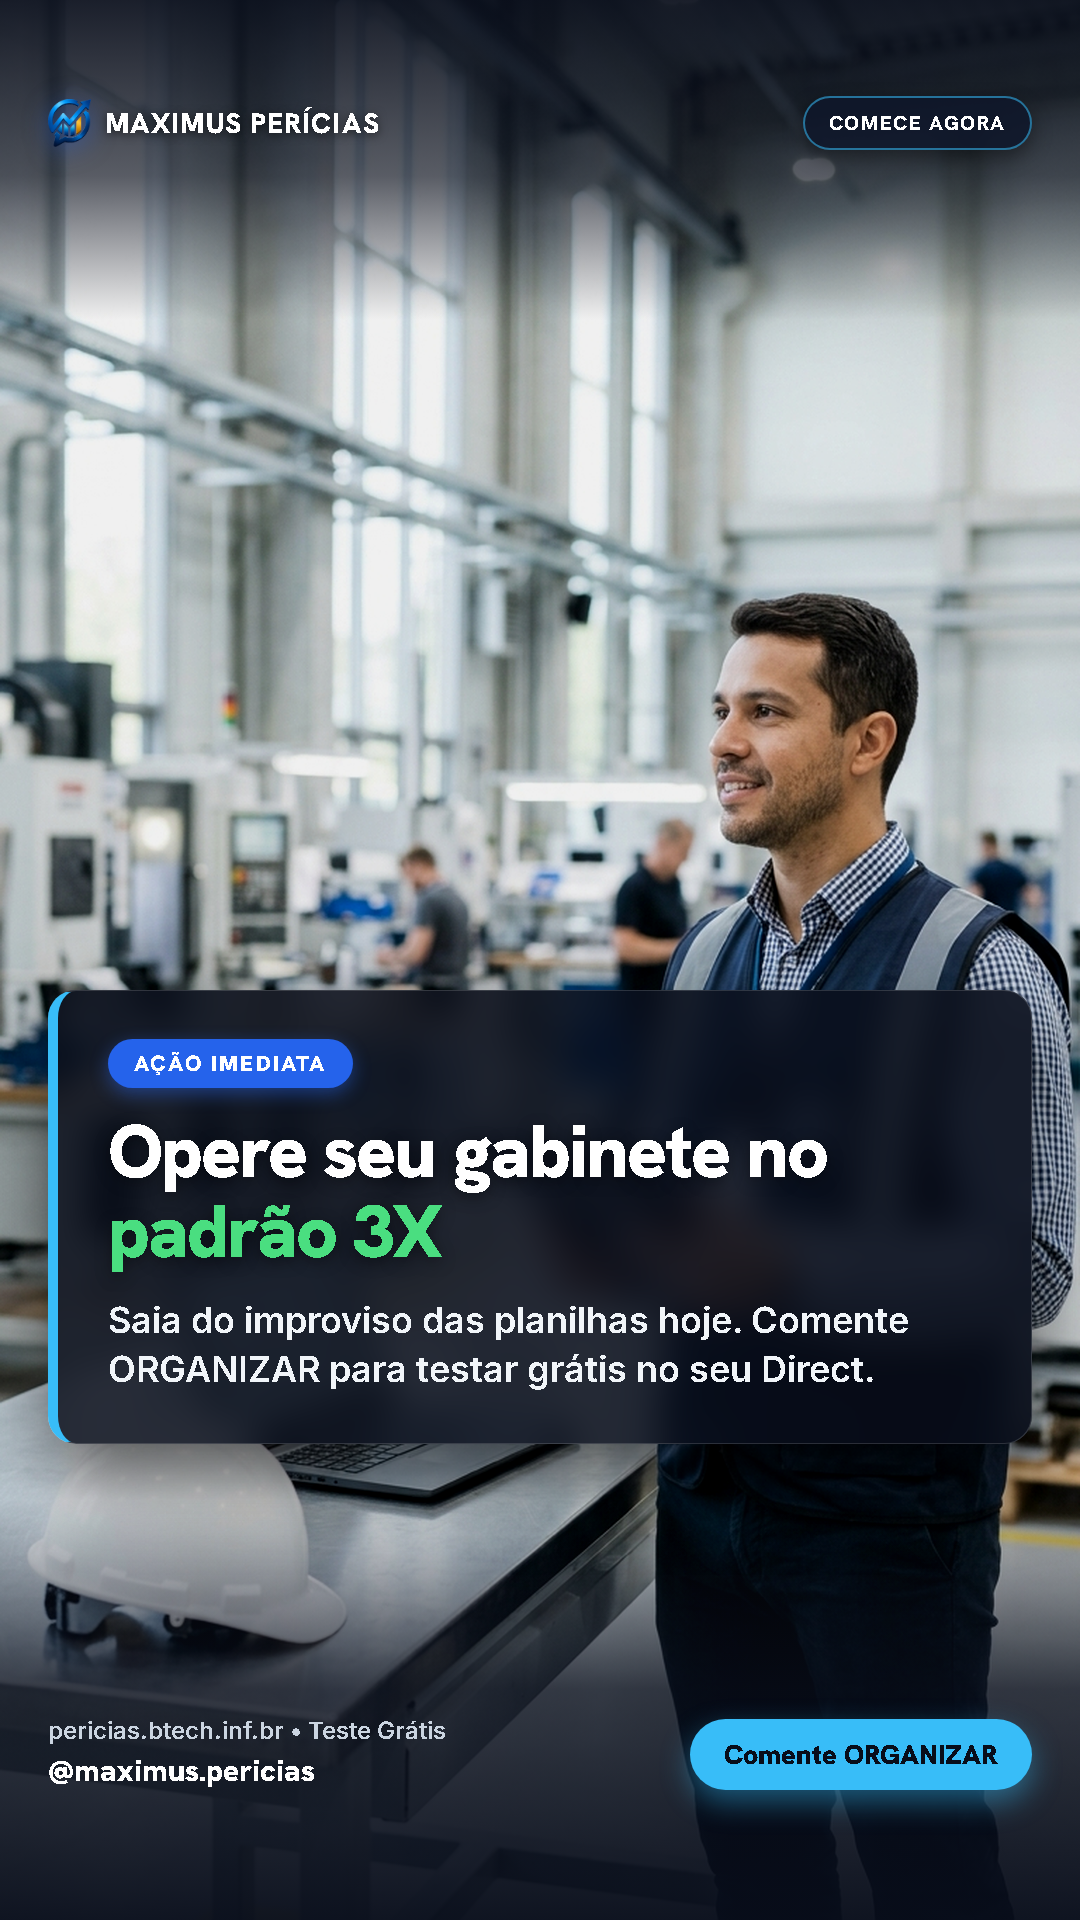 MAXIMUS PERÍCIAS
COMECE AGORA
AÇÃO IMEDIATA
Opere seu gabinete no
padrão 3X
Saia do improviso das planilhas hoje. Comente
ORGANIZAR para testar grátis no seu Direct.
pericias.btech.inf.br • Teste Grátis
@maximus.pericias
Comente ORGANIZAR